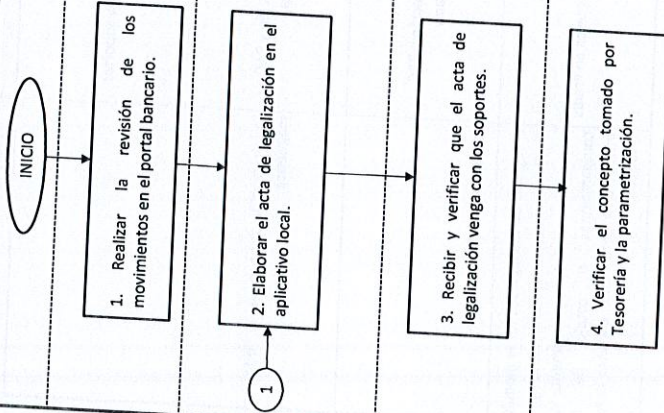 INICIO
1. Realizar la revisión de los
movimientos en el portal bancario.
1
2. Elaborar el acta de legalización en el
aplicativo local.
3. Recibir y verificar que el acta de
legalización venga con los soportes.
4. Verificar el concepto tomado por
Tesorería y la parametrización.